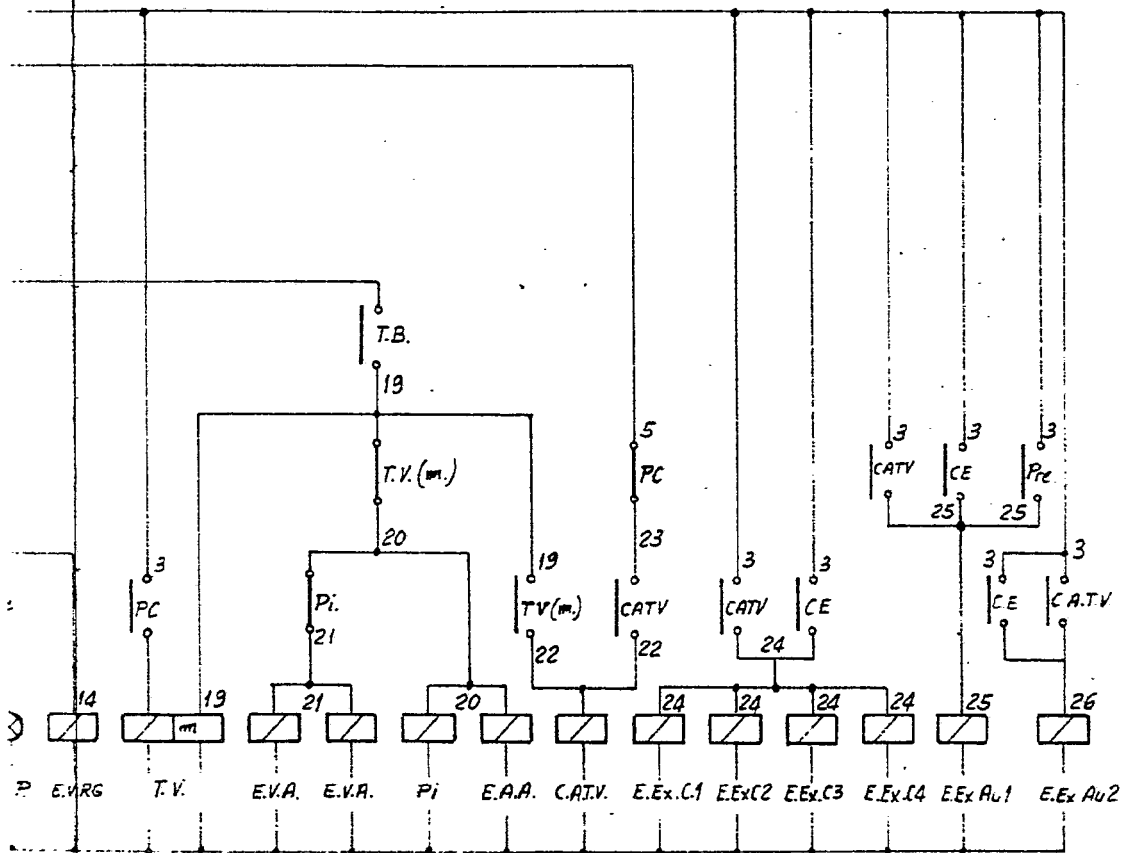 T.B.
19
5
3 3 3
CATV CE Pre
T.V.(m.) PC
25 25
20 23
19
3 3 3 3 3
PC Pi. TV(m.) CATV CATV CE C.E C.A.T.V
21 22 22 24
14 19 21 20 24 24 24 24 25 26
m
P. E.V.RG T.V. E.V.A. E.V.A. Pi E.A.A. C.A.T.V. E.Ex.C.1 E.ExC2 E.Ex.C3 E.Ex.C4 E.Ex Au1 E.Ex Au2